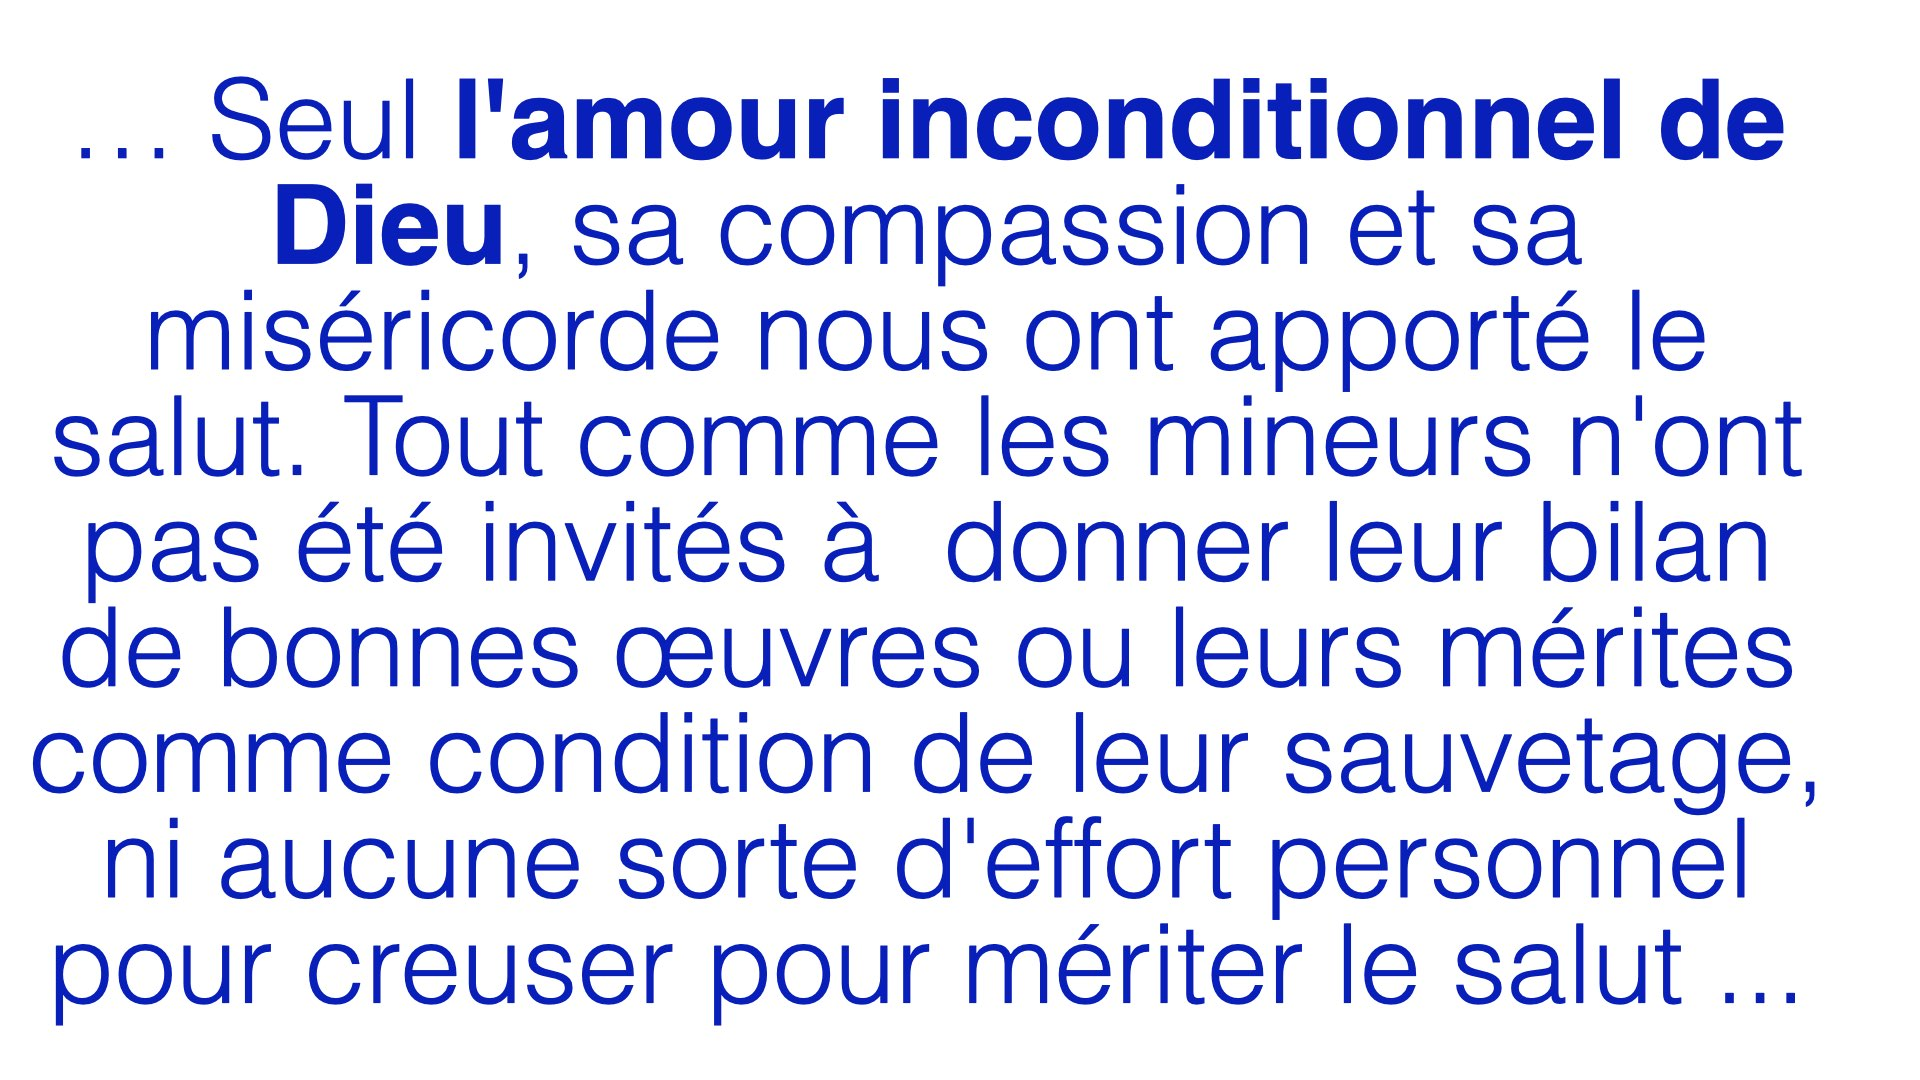 … Seul l'amour inconditionnel de
Dieu, sa compassion et sa
miséricorde nous ont apporté le
salut. Tout comme les mineurs n'ont
pas été invités à  donner leur bilan
de bonnes œuvres ou leurs mérites
comme condition de leur sauvetage,
ni aucune sorte d'effort personnel
pour creuser pour mériter le salut ...